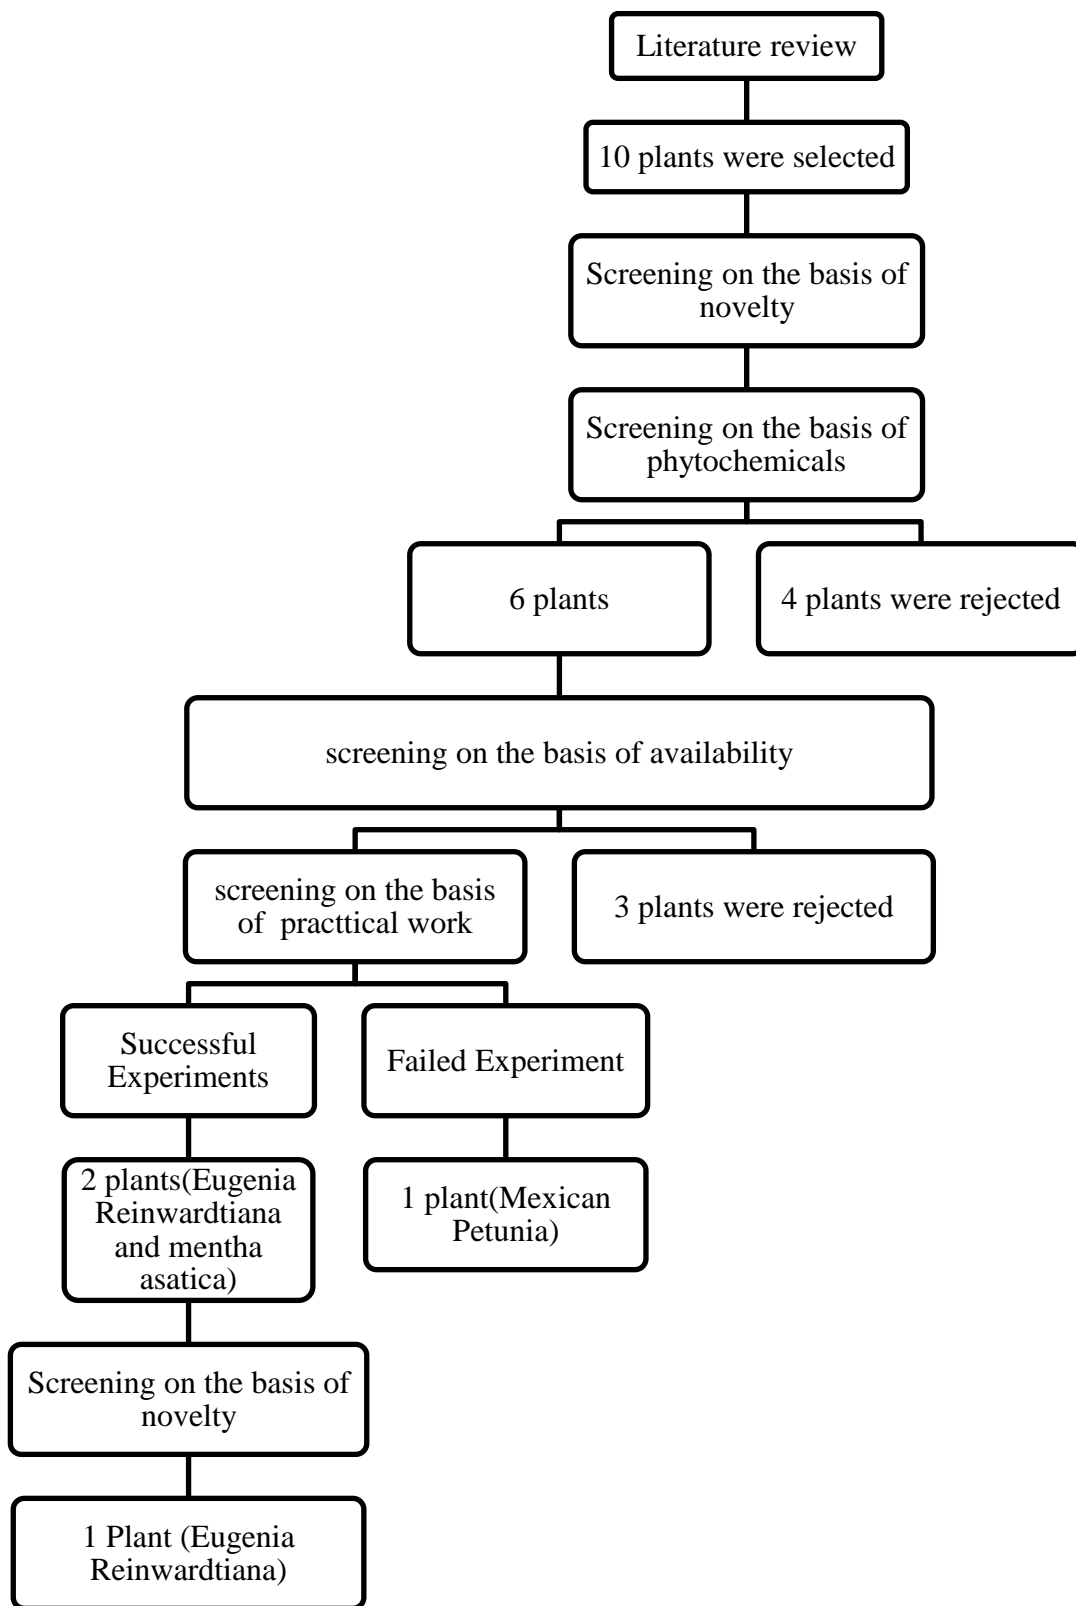 Literature review
10 plants were selected
Screening on the basis of
novelty
Screening on the basis of
phytochemicals
6 plants
4 plants were rejected
screening on the basis of availability
screening on the basis
of practtical work
3 plants were rejected
Successful
Experiments
Failed Experiment
2 plants(Eugenia
Reinwardtiana
and mentha
asatica)
1 plant(Mexican
Petunia)
Screening on the basis of
novelty
1 Plant (Eugenia
Reinwardtiana)